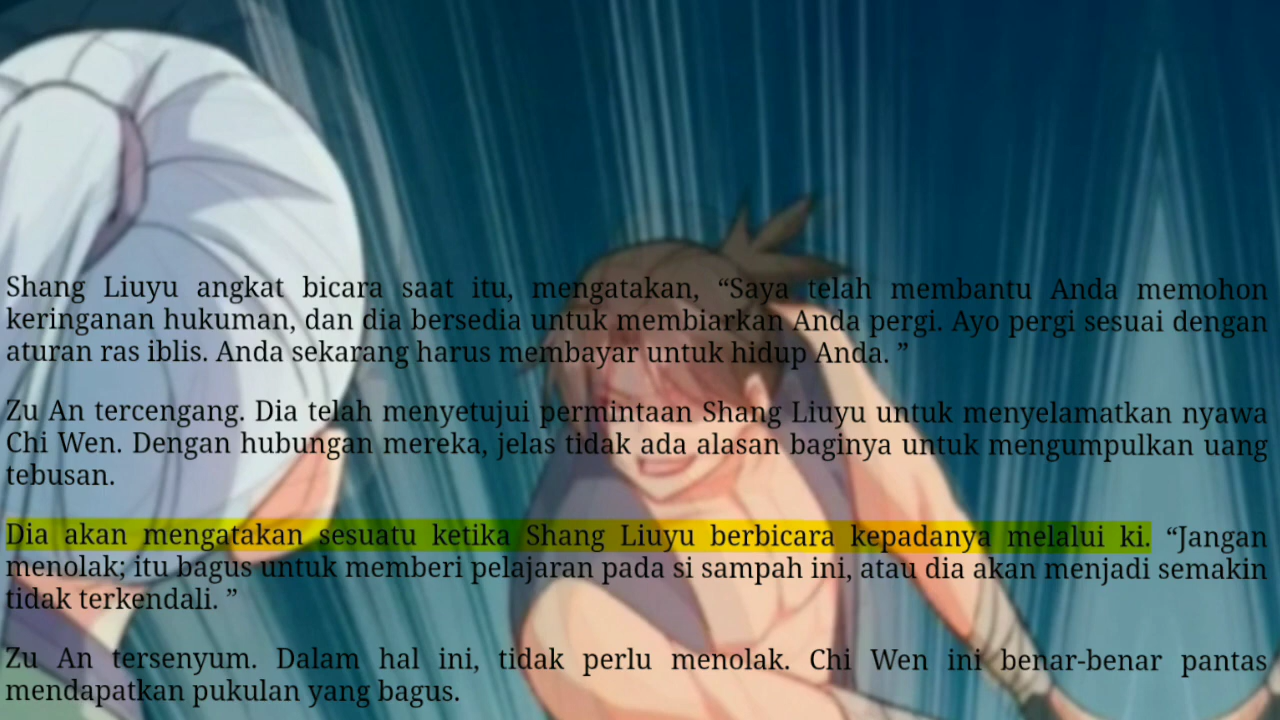 Shang Liuyu angkat bicara saat itu, mengatakan, “Saya telah membantu Anda memohon
keringanan hukuman, dan dia bersedia untuk membiarkan Anda pergi. Ayo pergi sesuai dengan
aturan ras iblis. Anda sekarang harus membayar untuk hidup Anda. ”
Zu An tercengang. Dia telah menyetujui permintaan Shang Liuyu untuk menyelamatkan nyawa
Chi Wen. Dengan hubungan mereka, jelas tidak ada alasan baginya untuk mengumpulkan uang
tebusan.
Dia akan mengatakan sesuatu ketika Shang Liuyu berbicara kepadanya melalui ki. “Jangan
menolak; itu bagus untuk memberi pelajaran pada si sampah ini, atau dia akan menjadi semakin
tidak terkendali. ”
Zu An tersenyum. Dalam hal ini, tidak perlu menolak. Chi Wen ini benar-benar pantas
mendapatkan pukulan yang bagus.